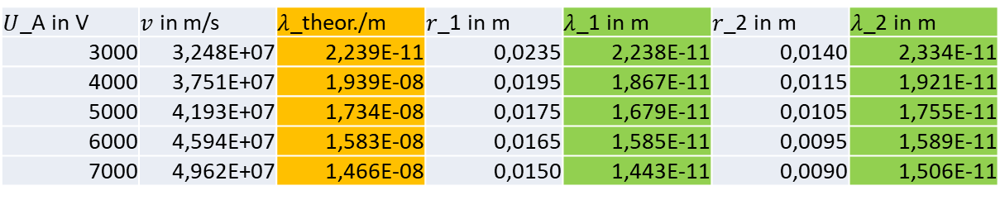 𝑈_A in V 𝑣 in m/s 𝜆_theor./m 𝑟_1 in m 𝜆_1 in m 𝑟_2 in m 𝜆_2 in m
3000 3,248E+07 2,239E-11 0,0235 2,238E-11 0,0140 2,334E-11
4000 3,751E+07 1,939E-08 0,0195 1,867E-11 0,0115 1,921E-11
5000 4,193E+07 1,734E-08 0,0175 1,679E-11 0,0105 1,755E-11
6000 4,594E+07 1,583E-08 0,0165 1,585E-11 0,0095 1,589E-11
7000 4,962E+07 1,466E-08 0,0150 1,443E-11 0,0090 1,506E-11